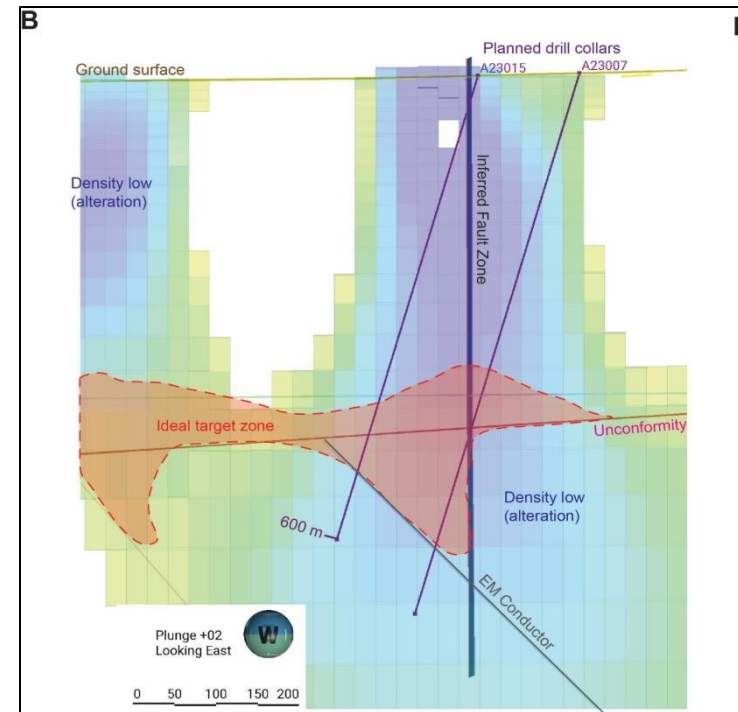 B
Planned drill collars
A23015
A23007
Ground surface
Density low
(alteration)
Inferred Fault Zone
Ideal target zone
Unconformity
Density low
(alteration)
600 m
EM Conductor
W
Plunge +02
Looking East
0 50 100 150 200